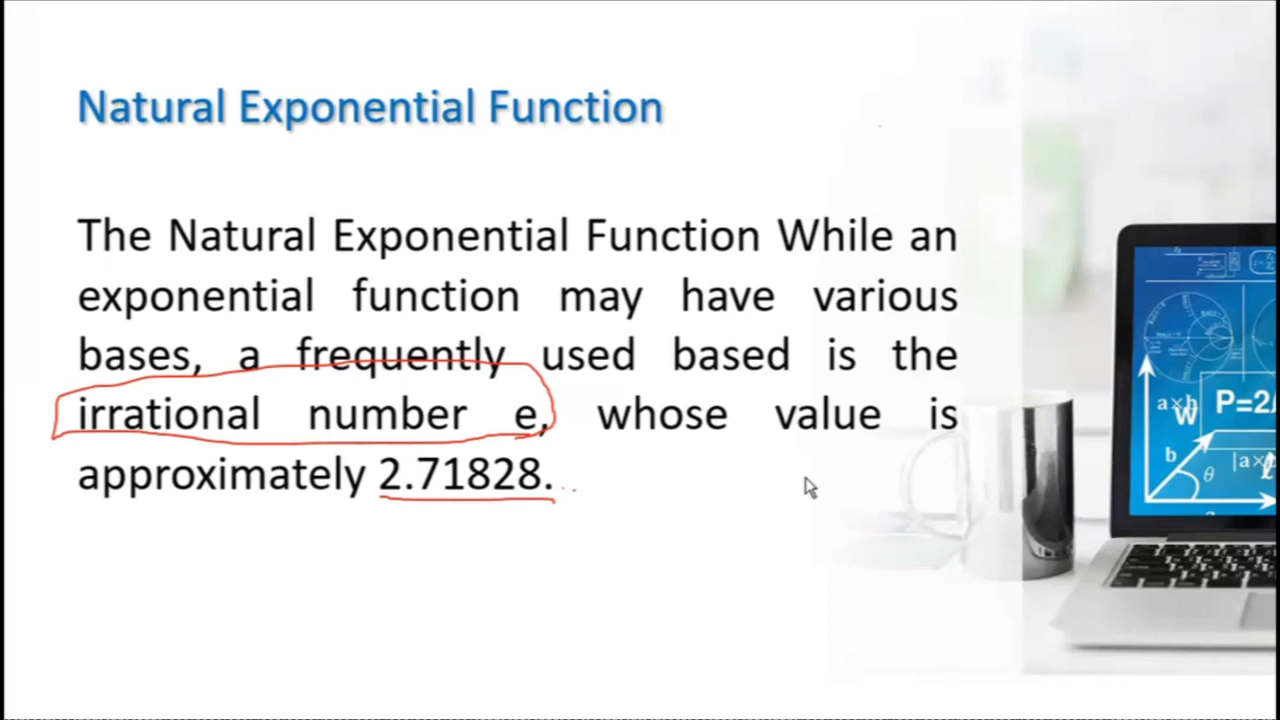 Natural Exponential Function
The Natural Exponential Function While an
exponential function may have various
bases, a frequently used based is the
irrational number e, whose value is
approximately 2.71828.
a×b
W
P=2
b
θ
|a×